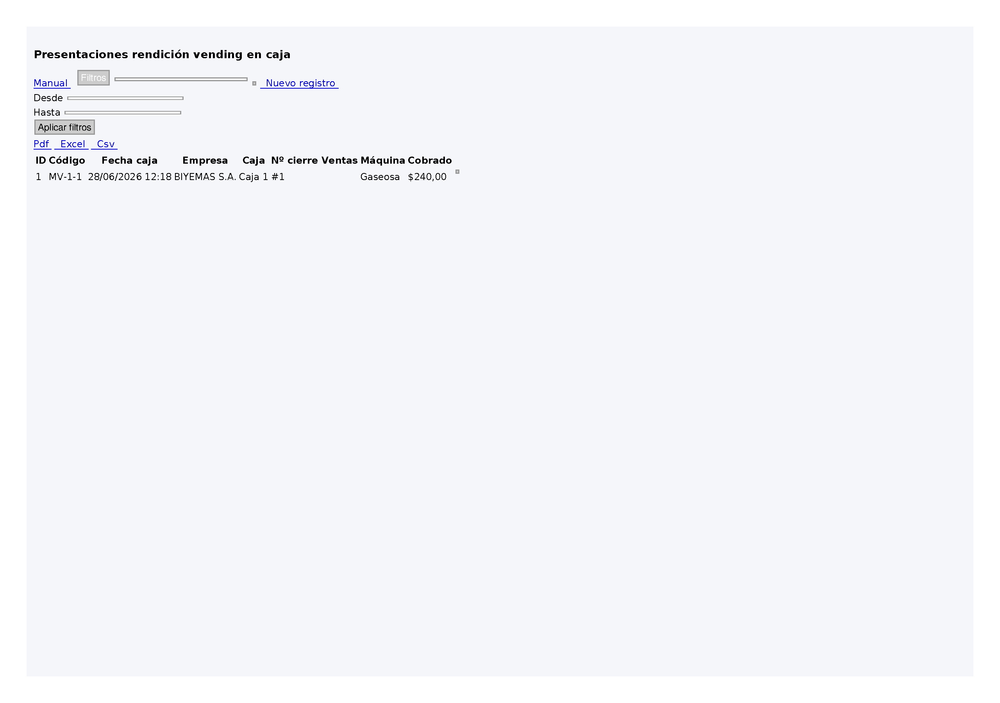 Presentaciones rendición vending en caja
Manual Filtros Nuevo registro
Desde
Hasta
Aplicar filtros
Pdf Excel Csv
ID Código Fecha caja Empresa Caja Nº cierre Ventas Máquina Cobrado
1 MV-1-1 28/06/2026 12:18 BIYEMAS S.A. Caja 1 #1 Gaseosa $240,00